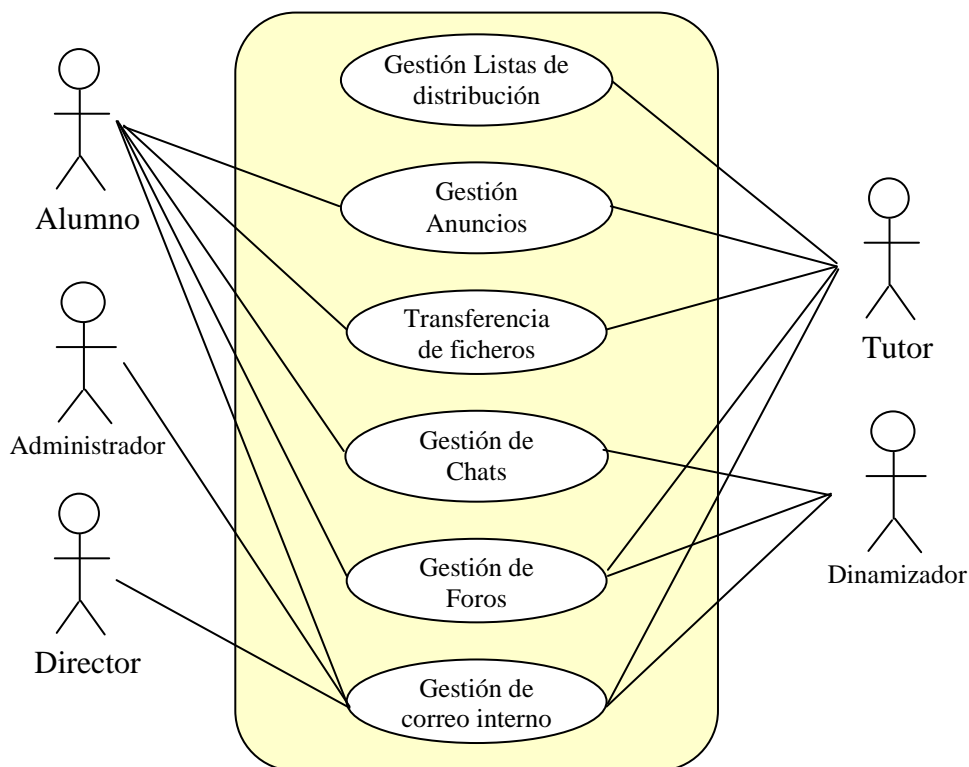 Gestión Listas de
distribución
Alumno
Gestión
Anuncios
Transferencia
de ficheros
Tutor
Administrador
Gestión de
Chats
Dinamizador
Gestión de
Foros
Director
Gestión de
correo interno